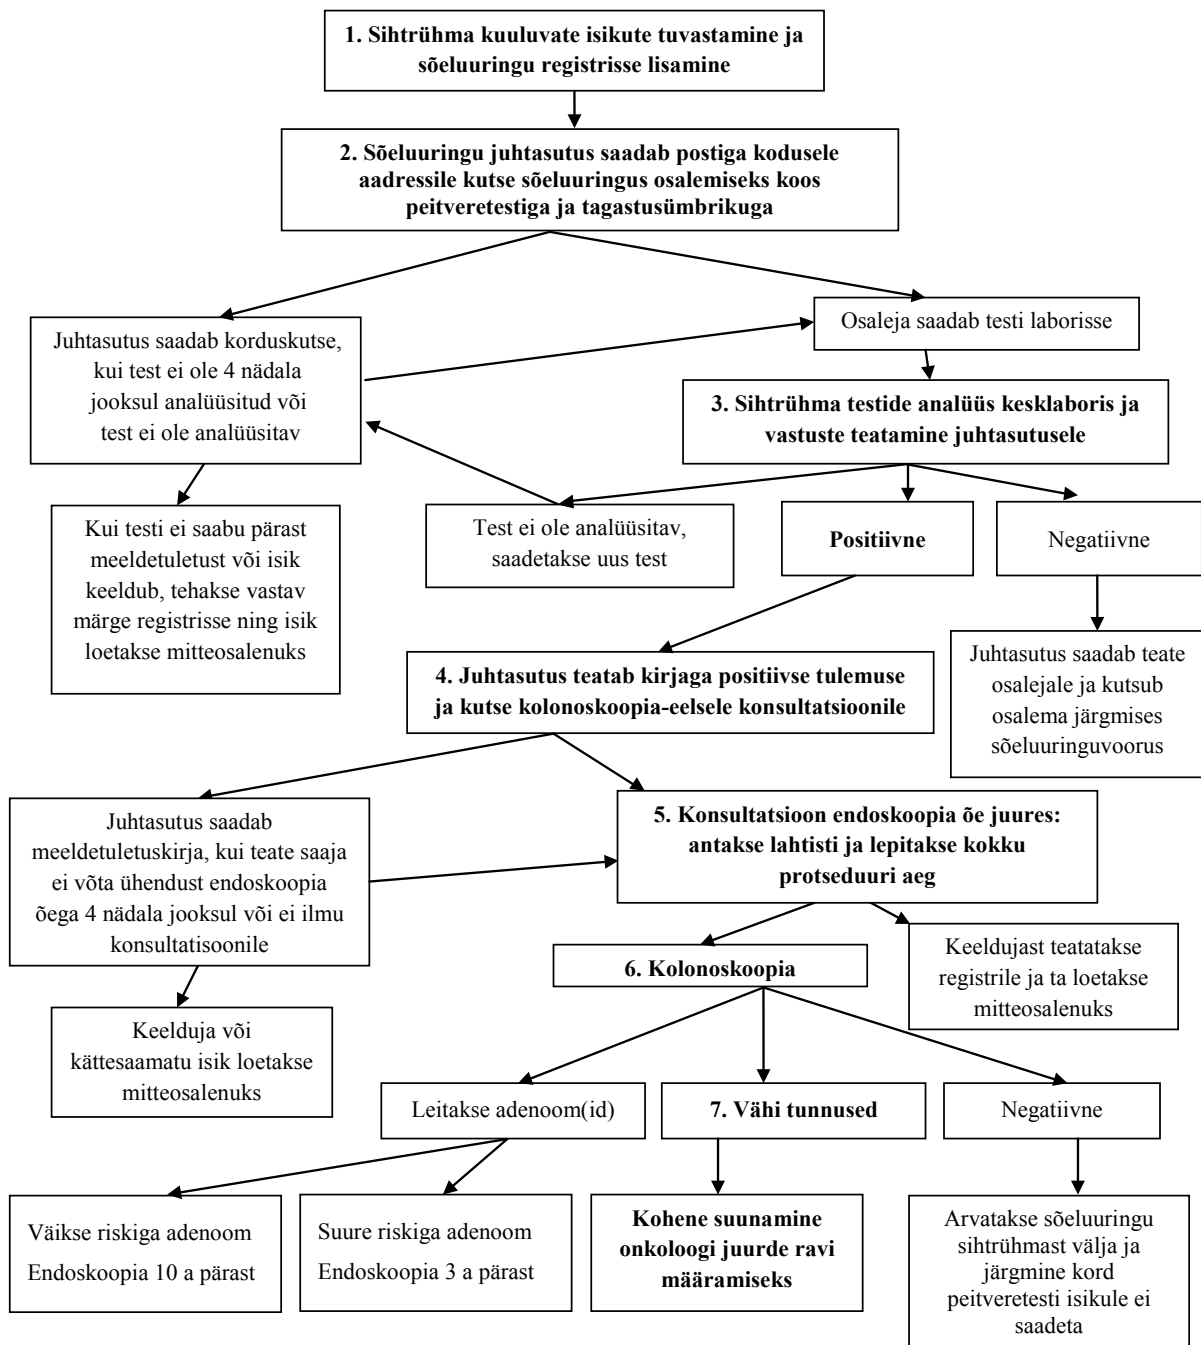 1. Sihtrühma kuuluvate isikute tuvastamine ja
sõeluuringu registrisse lisamine
2. Sõeluuringu juhtasutus saadab postiga kodusele
aadressile kutse sõeluuringus osalemiseks koos
peitveretestiga ja tagastusümbrikuga
Juhtasutus saadab korduskutse,
kui test ei ole 4 nädala
jooksul analüüsitud või
test ei ole analüüsitav
Osaleja saadab testi laborisse
3. Sihtrühma testide analüüs kesklaboris ja
vastuste teatamine juhtasutusele
Kui testi ei saabu pärast
meeldetuletust või isik
keeldub, tehakse vastav
märge registrisse ning isik
loetakse mitteosalenuks
Test ei ole analüüsitav,
saadetakse uus test
Positiivne
Negatiivne
4. Juhtasutus teatab kirjaga positiivse tulemuse
ja kutse kolonoskoopia-eelsele konsultatsioonile
Juhtasutus saadab teate
osalejale ja kutsub
osalema järgmises
sõeluuringuvoorus
Juhtasutus saadab
meeldetuletuskirja, kui teate saaja
ei võta ühendust endoskoopia
õega 4 nädala jooksul või ei ilmu
konsultatisoonile
5. Konsultatsioon endoskoopia õe juures:
antakse lahtisti ja lepitakse kokku
protseduuri aeg
6. Kolonoskoopia
Keeldujast teatatakse
registrile ja ta loetakse
mitteosalenuks
Keelduja või
kättesaamatu isik loetakse
mitteosalenuks
Leitakse adenoom(id)
7. Vähi tunnused
Negatiivne
Väikse riskiga adenoom
Endoskoopia 10 a pärast
Suure riskiga adenoom
Endoskoopia 3 a pärast
Kohene suunamine
onkoloogi juurde ravi
määramiseks
Arvatakse sõeluuringu
sihtrühmast välja ja
järgmine kord
peitveretesti isikule ei
saadeta